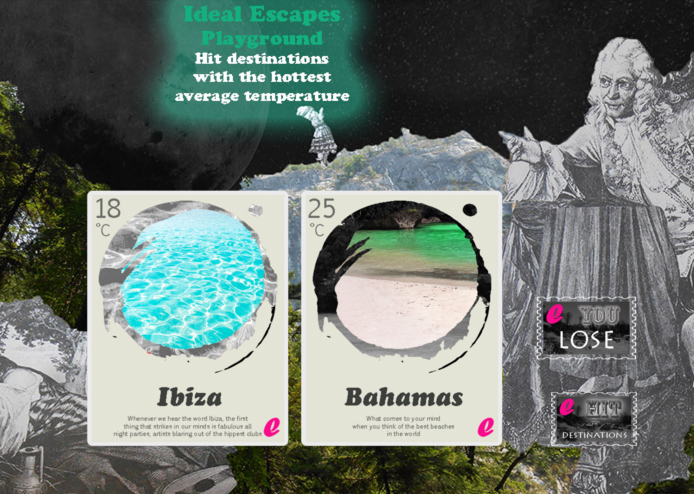 Ideal Escapes
Playground
Hit destinations
with the hottest
average temperature
18
°C
25
°C
Ibiza
Whenever we hear the word Ibiza, the first
thing that strikes in our minds is fabulous all
night parties, artists blaring out of the hippest clubs
e
Bahamas
What comes to your mind
when you think of the best beaches
in the world
e
e YOU
LOSE
e HIT
DESTINATIONS